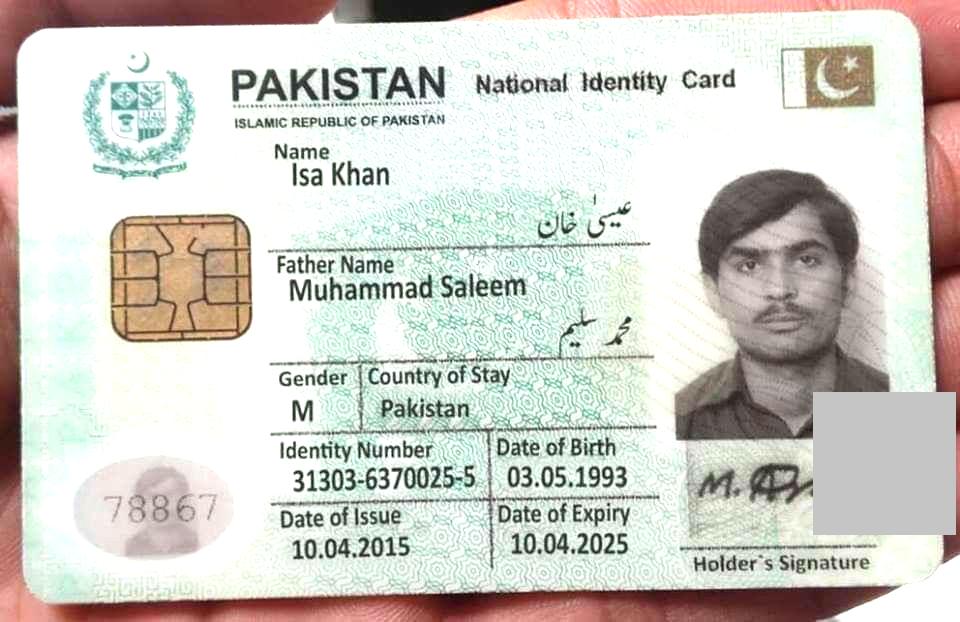 PAKISTAN National Identity Card
ISLAMIC REPUBLIC OF PAKISTAN
Name
Isa Khan
عیسیٰ خان
Father Name
Muhammad Saleem
محمد سلیم
Gender Country of Stay
M Pakistan
Identity Number Date of Birth
31303-6370025-5 03.05.1993
Date of Issue Date of Expiry
10.04.2015 10.04.2025
78867
Holder`s Signature